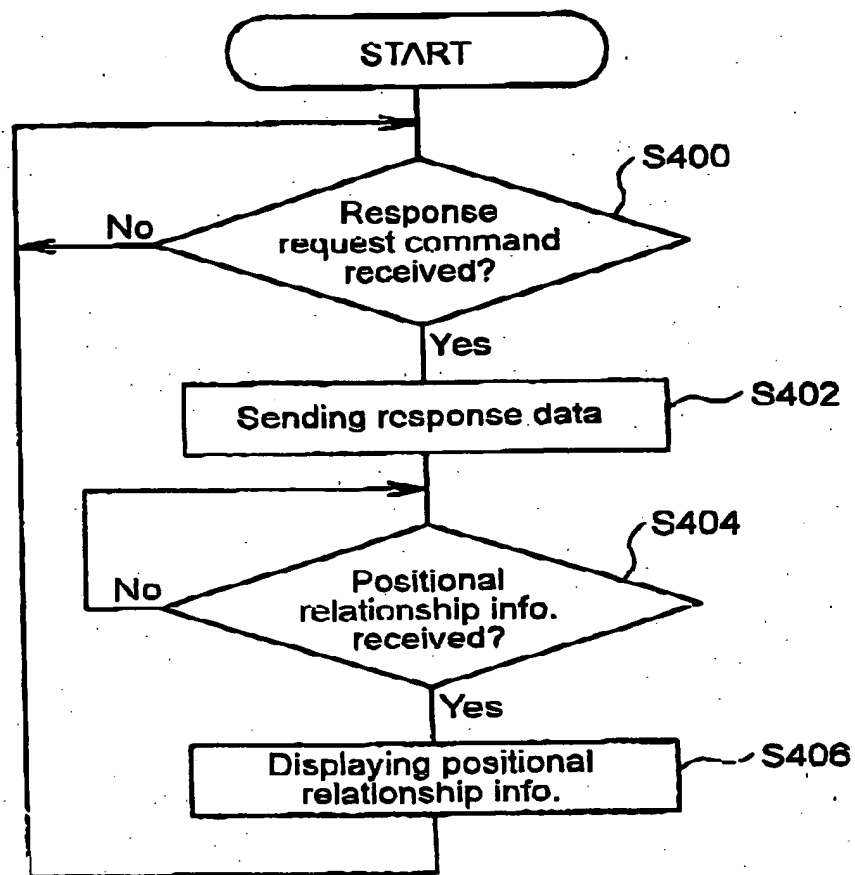 START
S400
No
Response
request command
received?
Yes
Sending response data
S402
S404
No
Positional
relationship info.
received?
Yes
Displaying positional
relationship info.
S406